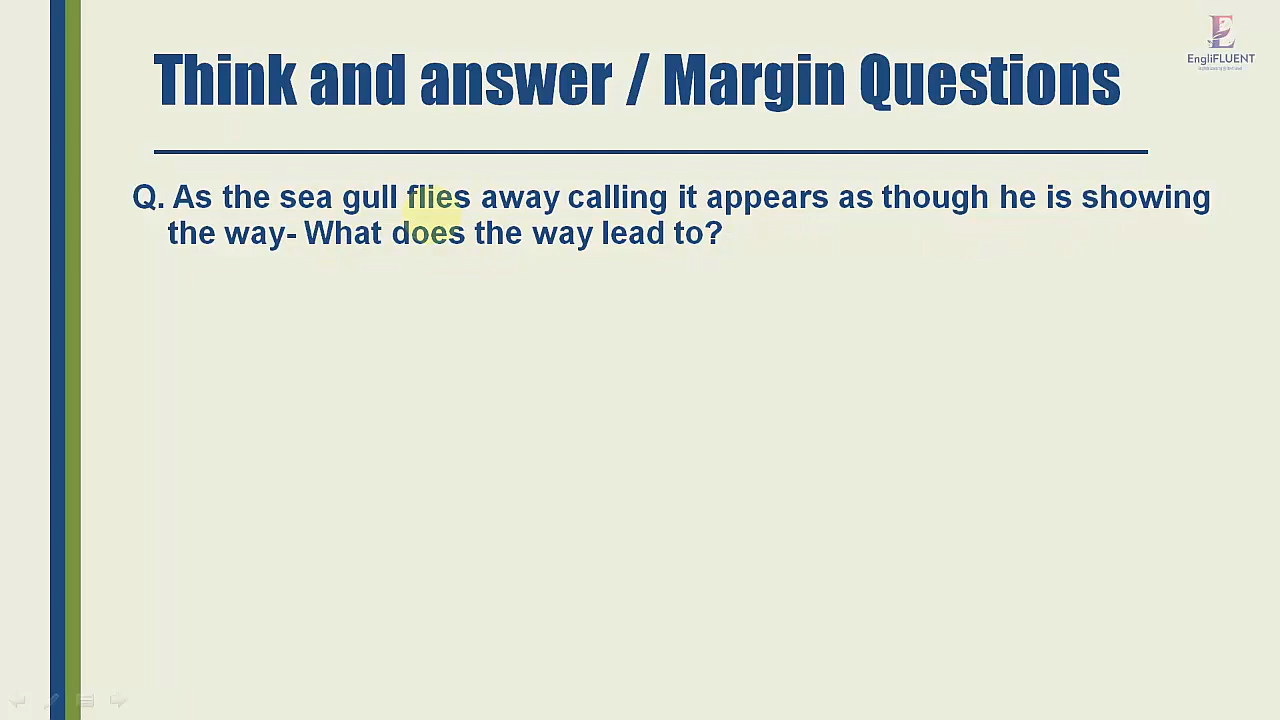 Think and answer / Margin Questions
E
EngliFLUENT
Q. As the sea gull flies away calling it appears as though he is showing
the way- What does the way lead to?